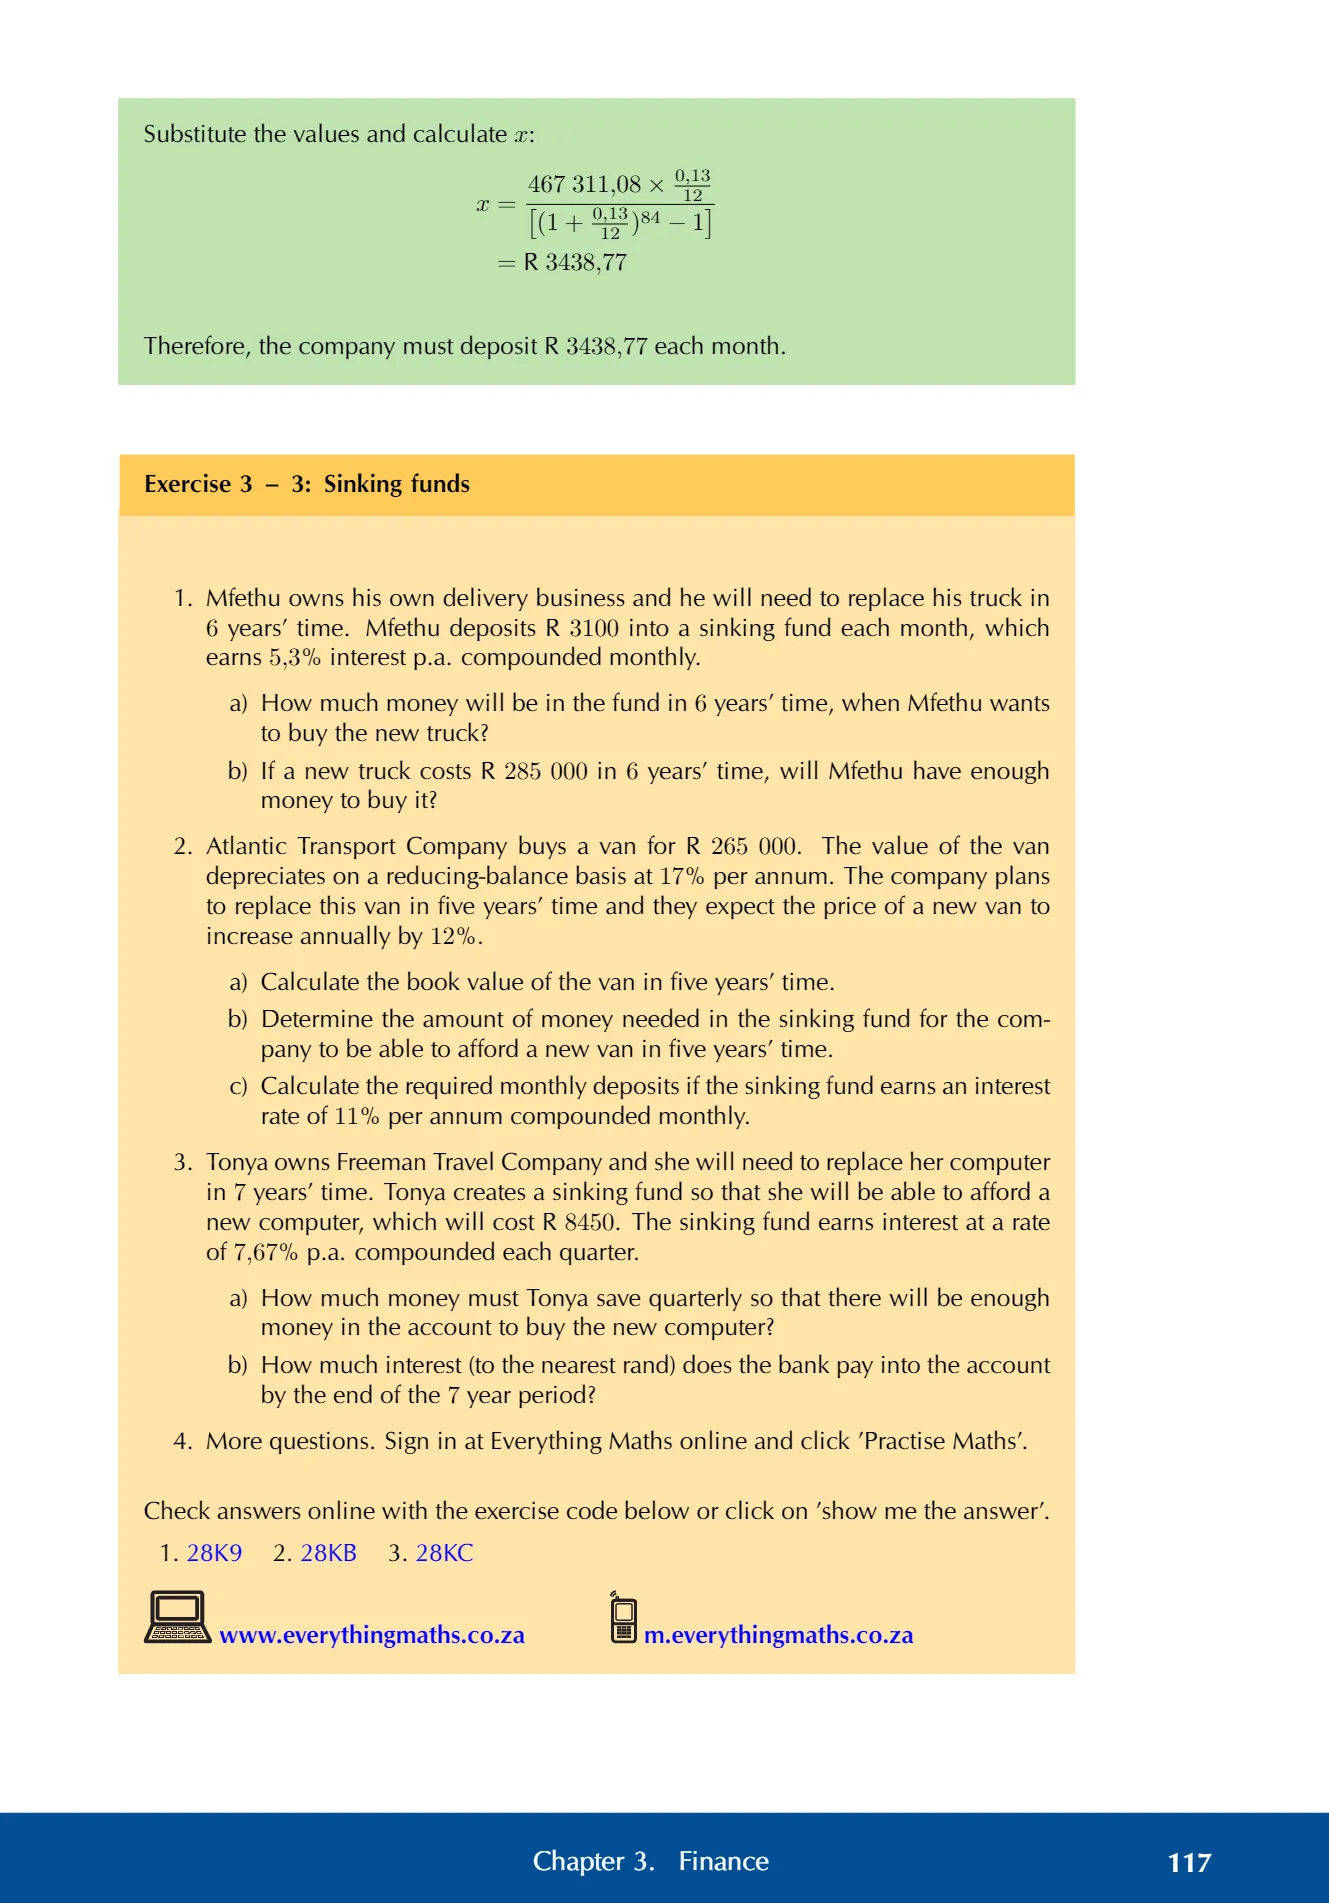 Substitute the values and calculate x:
x = 467 311,08 × 0,13/12 / [(1 + 0,13/12)^84 − 1]
= R 3438,77
Therefore, the company must deposit R 3438,77 each month.
Exercise 3 – 3: Sinking funds
1. Mfethu owns his own delivery business and he will need to replace his truck in
6 years’ time. Mfethu deposits R 3100 into a sinking fund each month, which
earns 5,3% interest p.a. compounded monthly.
a) How much money will be in the fund in 6 years’ time, when Mfethu wants
to buy the new truck?
b) If a new truck costs R 285 000 in 6 years’ time, will Mfethu have enough
money to buy it?
2. Atlantic Transport Company buys a van for R 265 000. The value of the van
depreciates on a reducing-balance basis at 17% per annum. The company plans
to replace this van in five years’ time and they expect the price of a new van to
increase annually by 12%.
a) Calculate the book value of the van in five years’ time.
b) Determine the amount of money needed in the sinking fund for the com-
pany to be able to afford a new van in five years’ time.
c) Calculate the required monthly deposits if the sinking fund earns an interest
rate of 11% per annum compounded monthly.
3. Tonya owns Freeman Travel Company and she will need to replace her computer
in 7 years’ time. Tonya creates a sinking fund so that she will be able to afford a
new computer, which will cost R 8450. The sinking fund earns interest at a rate
of 7,67% p.a. compounded each quarter.
a) How much money must Tonya save quarterly so that there will be enough
money in the account to buy the new computer?
b) How much interest (to the nearest rand) does the bank pay into the account
by the end of the 7 year period?
4. More questions. Sign in at Everything Maths online and click ’Practise Maths’.
Check answers online with the exercise code below or click on ’show me the answer’.
1. 28K9 2. 28KB 3. 28KC
www.everythingmaths.co.za m.everythingmaths.co.za
Chapter 3. Finance 117